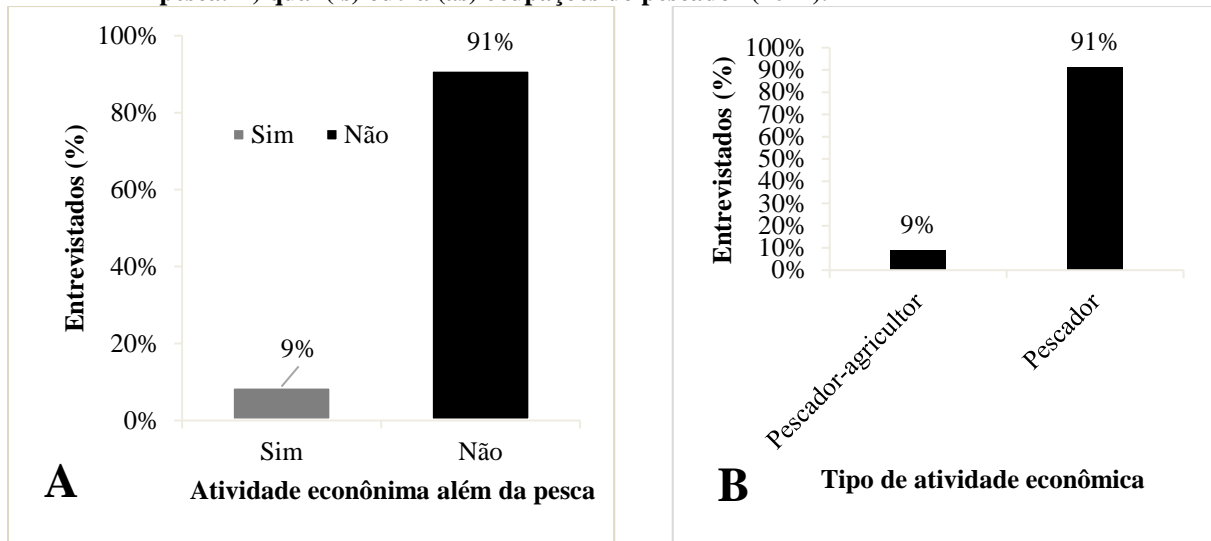 100%
80%
60%
40%
20%
0%
Entrevistados (%)
91%
Sim Não
9%
Sim Não
A
Atividade econônima além da pesca
100%
90%
80%
70%
60%
50%
40%
30%
20%
10%
0%
Entrevistados (%)
91%
9%
Pescador-agricultor
Pescador
B
Tipo de atividade econômica